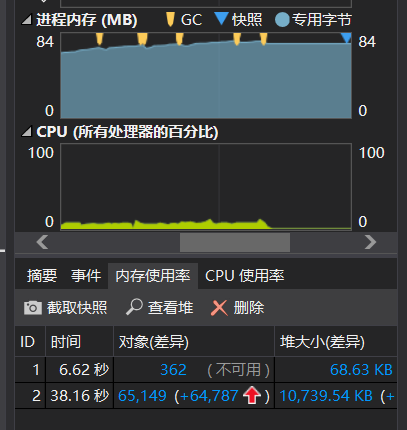 进程内存 (MB) GC 快照 专用字节
84 84
0 0
CPU (所有处理器的百分比)
100 100
0 0
摘要 事件 内存使用率 CPU 使用率
截取快照 查看堆 删除
ID 时间 对象(差异) 堆大小(差异)
1 6.62 秒 362 (不可用) 68.63 KB
2 38.16 秒 65,149 (+64,787 ) 10,739.54 KB (+